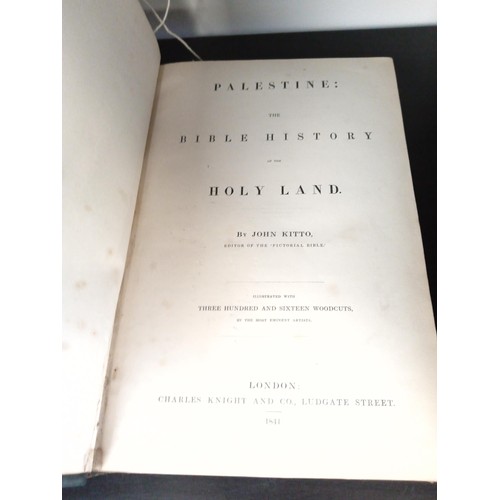 PALESTINE:
THE
BIBLE HISTORY
OF THE
HOLY LAND.
BY JOHN KITTO,
EDITOR OF THE 'PICTORIAL BIBLE.'
ILLUSTRATED WITH
THREE HUNDRED AND SIXTEEN WOODCUTS,
BY THE MOST EMINENT ARTISTS.
LONDON:
CHARLES KNIGHT AND CO., LUDGATE STREET.
1841